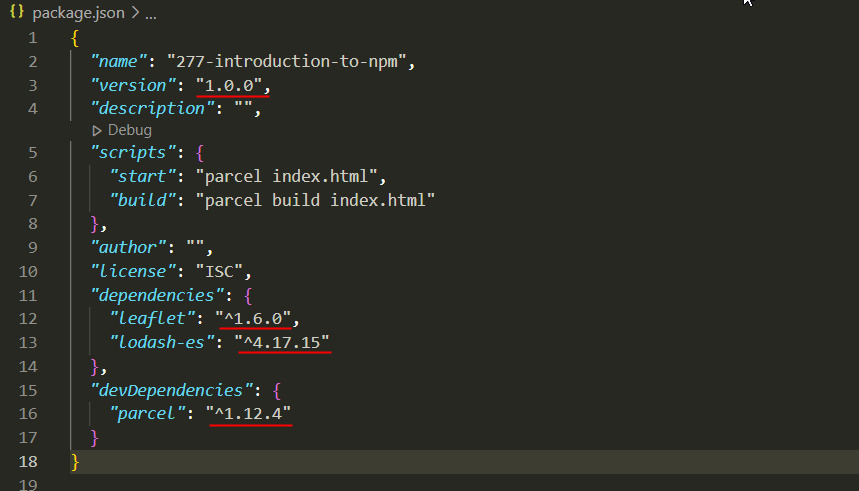 {} package.json > ...
1 {
2 "name": "277-introduction-to-npm",
3 "version": "1.0.0",
4 "description": "",
Debug
5 "scripts": {
6 "start": "parcel index.html",
7 "build": "parcel build index.html"
8 },
9 "author": "",
10 "license": "ISC",
11 "dependencies": {
12 "leaflet": "^1.6.0",
13 "lodash-es": "^4.17.15"
14 },
15 "devDependencies": {
16 "parcel": "^1.12.4"
17 }
18 }
19